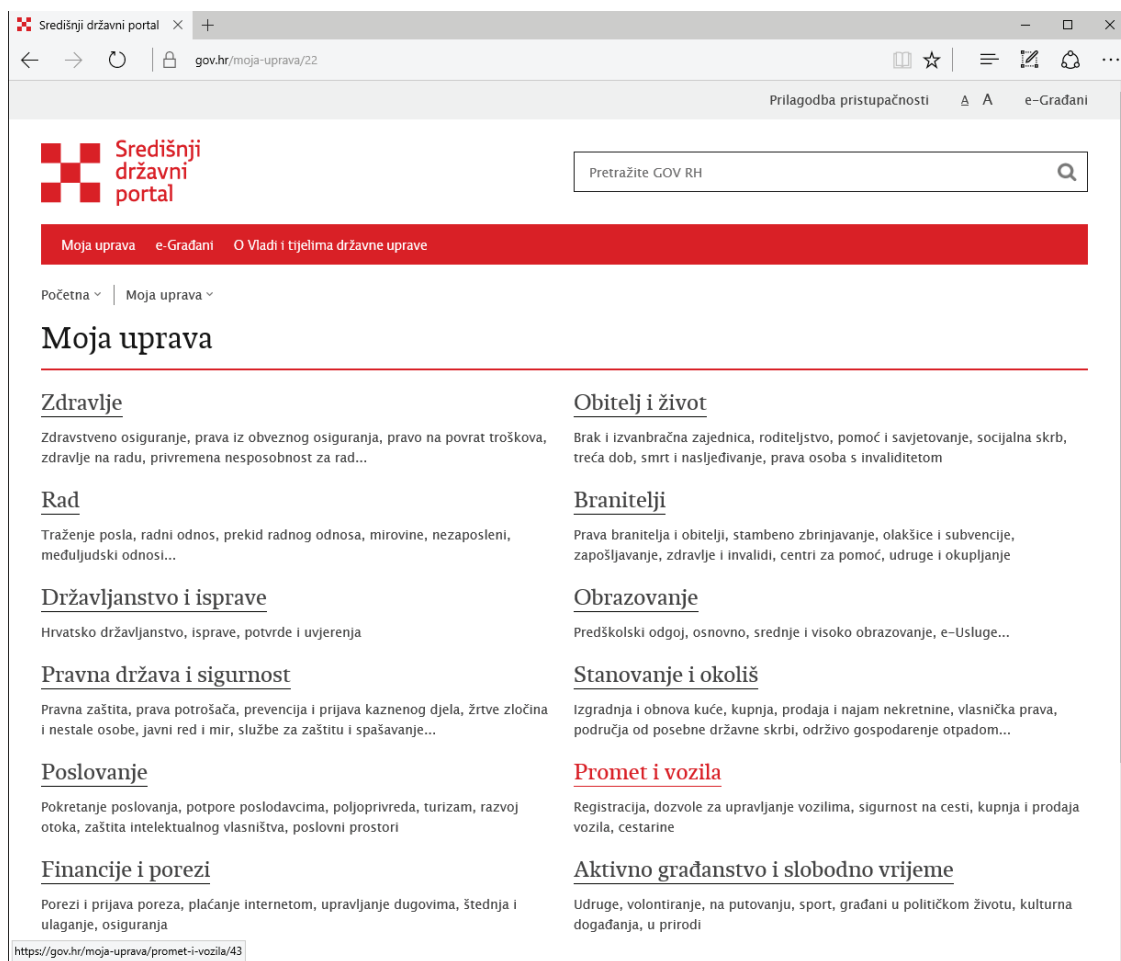 Središnji državni portal
gov.hr/moja-uprava/22
Prilagodba pristupačnosti A A e-Građani
Središnji
državni
portal
Pretražite GOV RH
Moja uprava e-Građani O Vladi i tijelima državne uprave
Početna Moja uprava
Moja uprava
Zdravlje
Zdravstveno osiguranje, prava iz obveznog osiguranja, pravo na povrat troškova,
zdravlje na radu, privremena nesposobnost za rad...
Obitelj i život
Brak i izvanbračna zajednica, roditeljstvo, pomoć i savjetovanje, socijalna skrb,
treća dob, smrt i nasljeđivanje, prava osoba s invaliditetom
Rad
Traženje posla, radni odnos, prekid radnog odnosa, mirovine, nezaposleni,
međuljudski odnosi...
Branitelji
Prava branitelja i obitelji, stambeno zbrinjavanje, olakšice i subvencije,
zapošljavanje, zdravlje i invalidi, centri za pomoć, udruge i okupljanje
Državljanstvo i isprave
Hrvatsko državljanstvo, isprave, potvrde i uvjerenja
Obrazovanje
Predškolski odgoj, osnovno, srednje i visoko obrazovanje, e-Usluge...
Pravna država i sigurnost
Pravna zaštita, prava potrošača, prevencija i prijava kaznenog djela, žrtve zločina
i nestale osobe, javni red i mir, službe za zaštitu i spašavanje...
Stanovanje i okoliš
Izgradnja i obnova kuće, kupnja, prodaja i najam nekretnine, vlasnička prava,
područja od posebne državne skrbi, održivo gospodarenje otpadom...
Poslovanje
Pokretanje poslovanja, potpore poslodavcima, poljoprivreda, turizam, razvoj
otoka, zaštita intelektualnog vlasništva, poslovni prostori
Promet i vozila
Registracija, dozvole za upravljanje vozilima, sigurnost na cesti, kupnja i prodaja
vozila, cestarine
Financije i porezi
Porezi i prijava poreza, plaćanje internetom, upravljanje dugovima, štednja i
ulaganje, osiguranja
Aktivno građanstvo i slobodno vrijeme
Udruge, volontiranje, na putovanju, sport, građani u političkom životu, kulturna
događanja, u prirodi
https://gov.hr/moja-uprava/promet-i-vozila/43